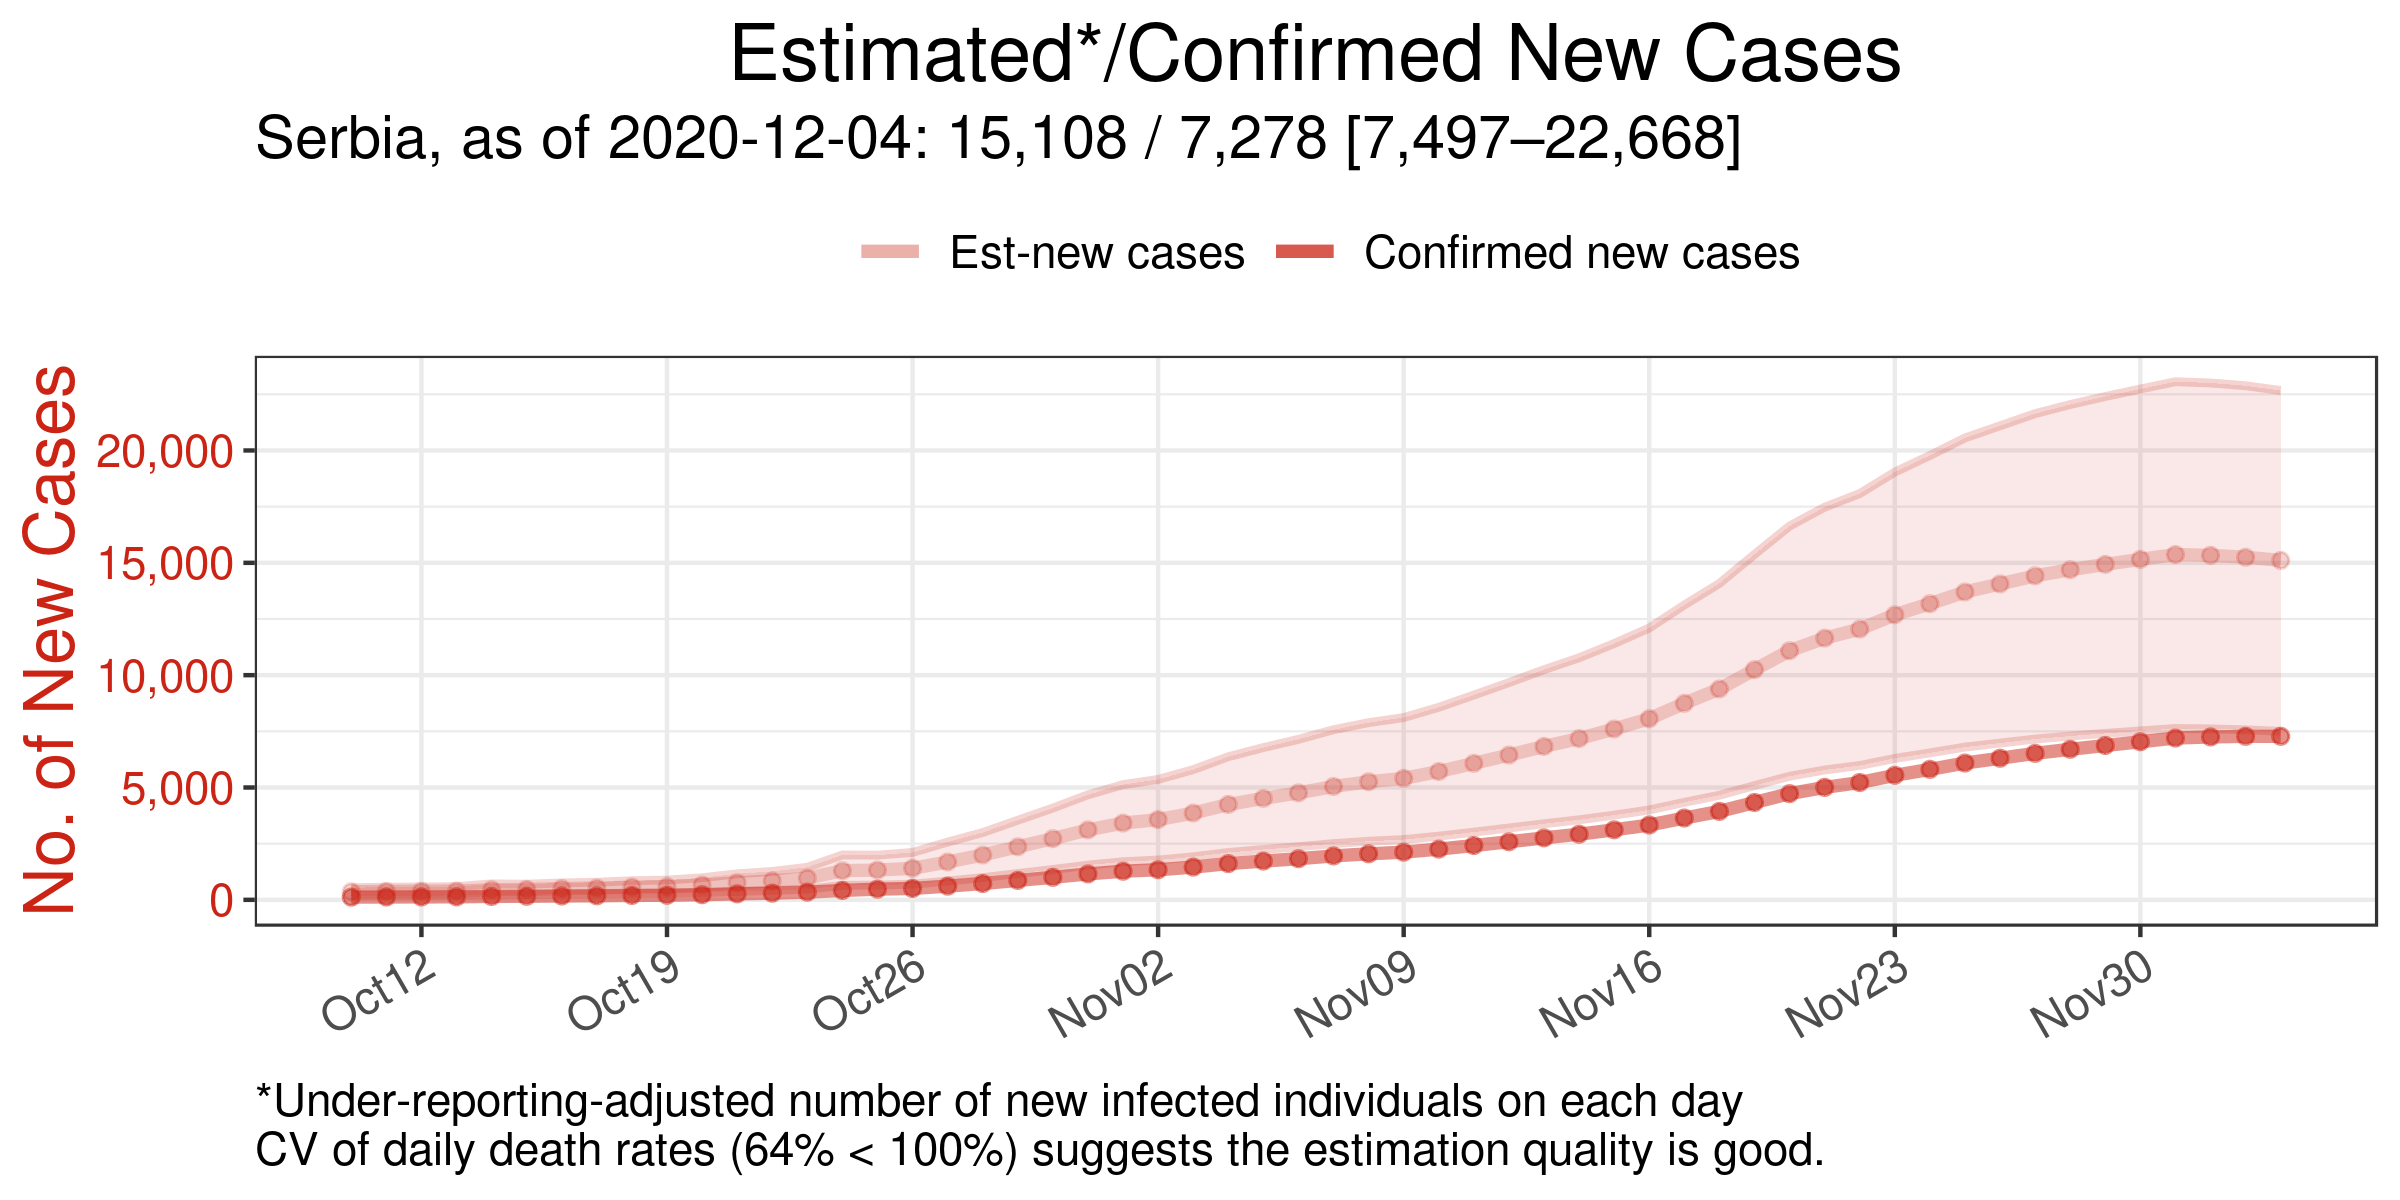 Estimated*/Confirmed New Cases
Serbia, as of 2020-12-04: 15,108 / 7,278 [7,497–22,668]
Est-new cases Confirmed new cases
No. of New Cases
20,000
15,000
10,000
5,000
0
Oct12 Oct19 Oct26 Nov02 Nov09 Nov16 Nov23 Nov30
*Under-reporting-adjusted number of new infected individuals on each day
CV of daily death rates (64% < 100%) suggests the estimation quality is good.